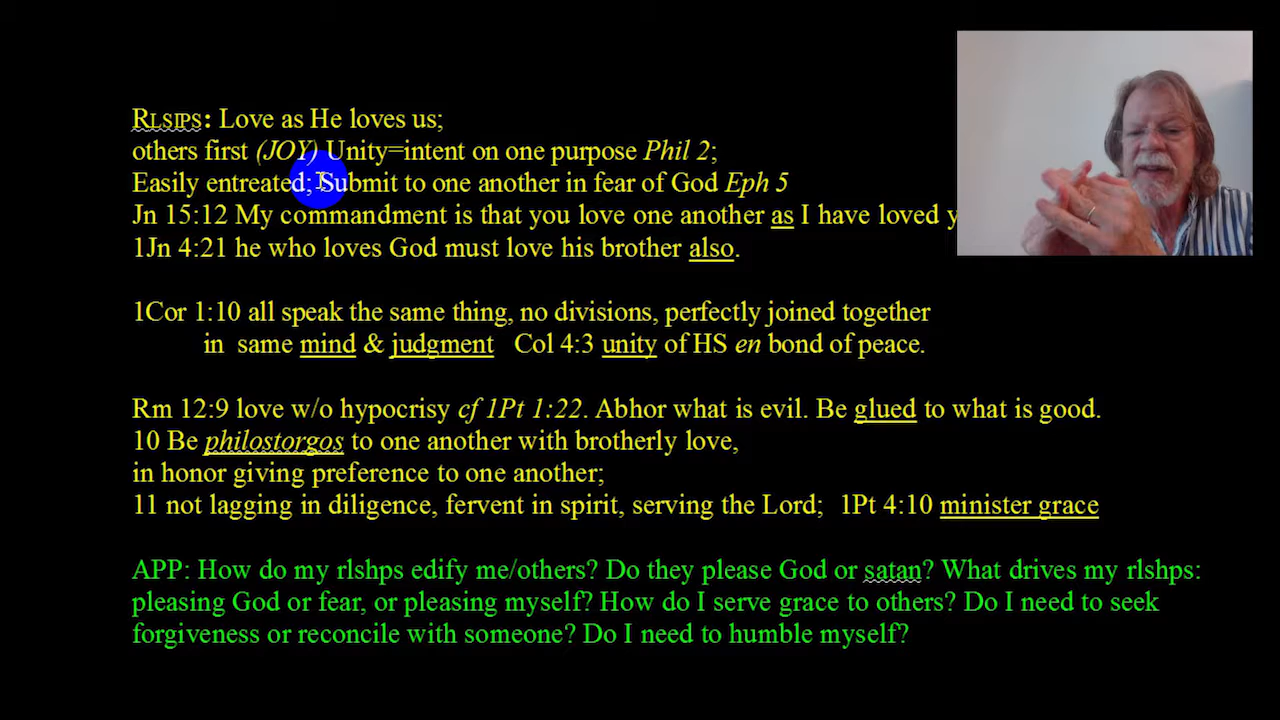 RLSIPS: Love as He loves us;
others first (JOY) Unity=intent on one purpose Phil 2;
Easily entreated; Submit to one another in fear of God Eph 5
Jn 15:12 My commandment is that you love one another as I have loved
1Jn 4:21 he who loves God must love his brother also.
1Cor 1:10 all speak the same thing, no divisions, perfectly joined together
in same mind & judgment Col 4:3 unity of HS en bond of peace.
Rm 12:9 love w/o hypocrisy cf 1Pt 1:22. Abhor what is evil. Be glued to what is good.
10 Be philostorgos to one another with brotherly love,
in honor giving preference to one another;
11 not lagging in diligence, fervent in spirit, serving the Lord; 1Pt 4:10 minister grace
APP: How do my rlshps edify me/others? Do they please God or satan? What drives my rlshps:
pleasing God or fear, or pleasing myself? How do I serve grace to others? Do I need to seek
forgiveness or reconcile with someone? Do I need to humble myself?